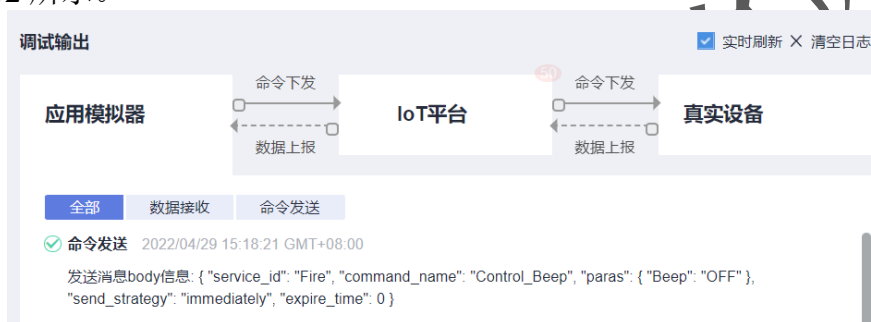 调试输出
实时刷新 清空日志
命令下发
命令下发
应用模拟器
IoT平台
真实设备
数据上报
数据上报
全部 数据接收 命令发送
命令发送 2022/04/29 15:18:21 GMT+08:00
发送消息body信息: { "service_id": "Fire", "command_name": "Control_Beep", "paras": { "Beep": "OFF" },
"send_strategy": "immediately", "expire_time": 0 }